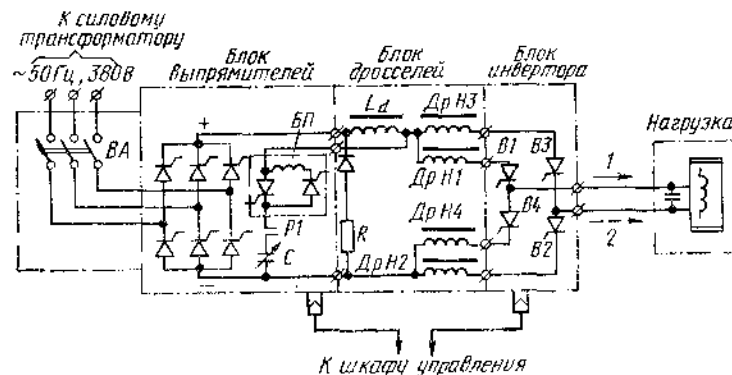 К силовому
трансформатору
~50Гц, 380в
Блок
выпрямителей
Блок
дросселей
Блок
инвертора
Нагрузка
ВА
+
БП
+
Р1
С
−
Ld
R
Др Н3
Др Н1
Др Н4
Др Н2
В1
В3
В4
В2
1
2
К шкафу управления